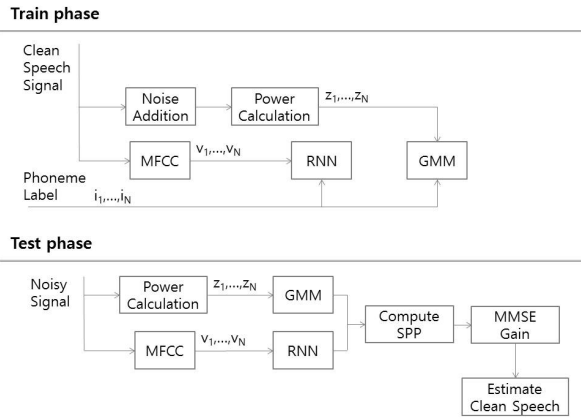 Train phase
Clean
Speech
Signal
Noise
Addition
Power
Calculation
z1,...,zN
MFCC
v1,...,vN
RNN
GMM
Phoneme
Label
i1,...,iN
Test phase
Noisy
Signal
Power
Calculation
z1,...,zN
GMM
Compute
SPP
MMSE
Gain
MFCC
v1,...,vN
RNN
Estimate
Clean Speech